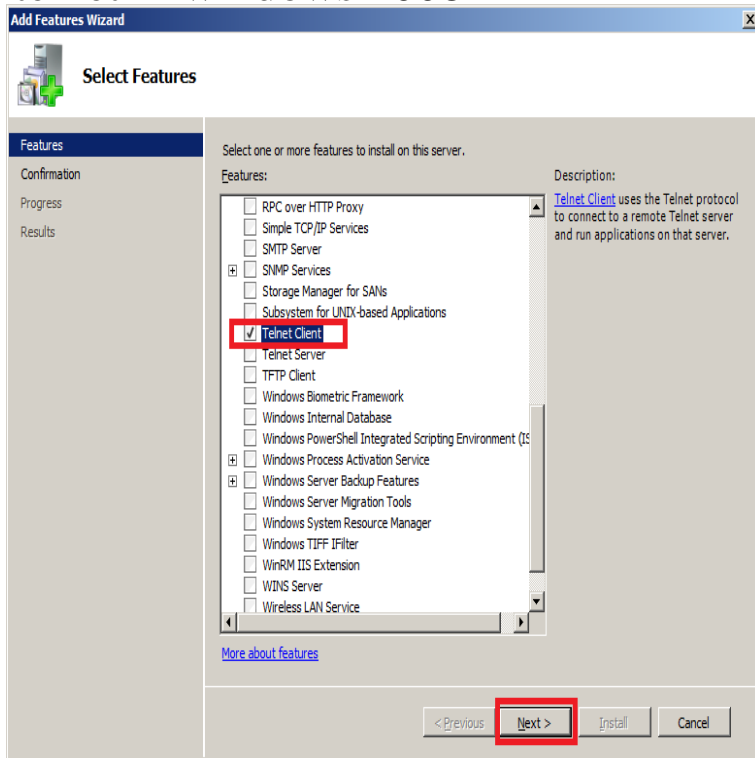 Add Features Wizard
X
Select Features
Features
Confirmation
Progress
Results
Select one or more features to install on this server.
Features:
RPC over HTTP Proxy
Simple TCP/IP Services
SMTP Server
SNMP Services
Storage Manager for SANs
Subsystem for UNIX-based Applications
Telnet Client
Telnet Server
TFTP Client
Windows Biometric Framework
Windows Internal Database
Windows PowerShell Integrated Scripting Environment (IS
Windows Process Activation Service
Windows Server Backup Features
Windows Server Migration Tools
Windows System Resource Manager
Windows TIFF IFilter
WinRM IIS Extension
WINS Server
Wireless LAN Service
More about features
Description:
Telnet Client uses the Telnet protocol
to connect to a remote Telnet server
and run applications on that server.
< Previous
Next >
Install
Cancel